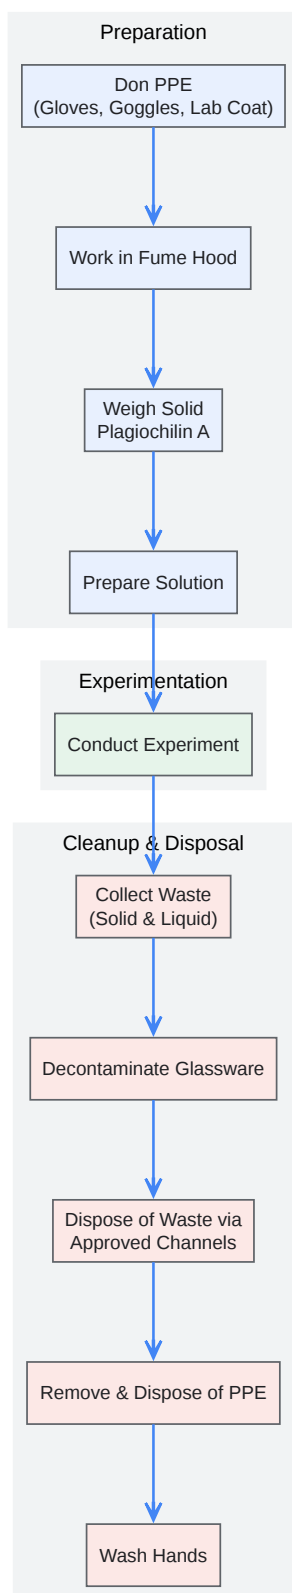 Preparation
Don PPE
(Gloves, Goggles, Lab Coat)
Work in Fume Hood
Weigh Solid
Plagiochilin A
Prepare Solution
Experimentation
Conduct Experiment
Cleanup & Disposal
Collect Waste
(Solid & Liquid)
Decontaminate Glassware
Dispose of Waste via
Approved Channels
Remove & Dispose of PPE
Wash Hands